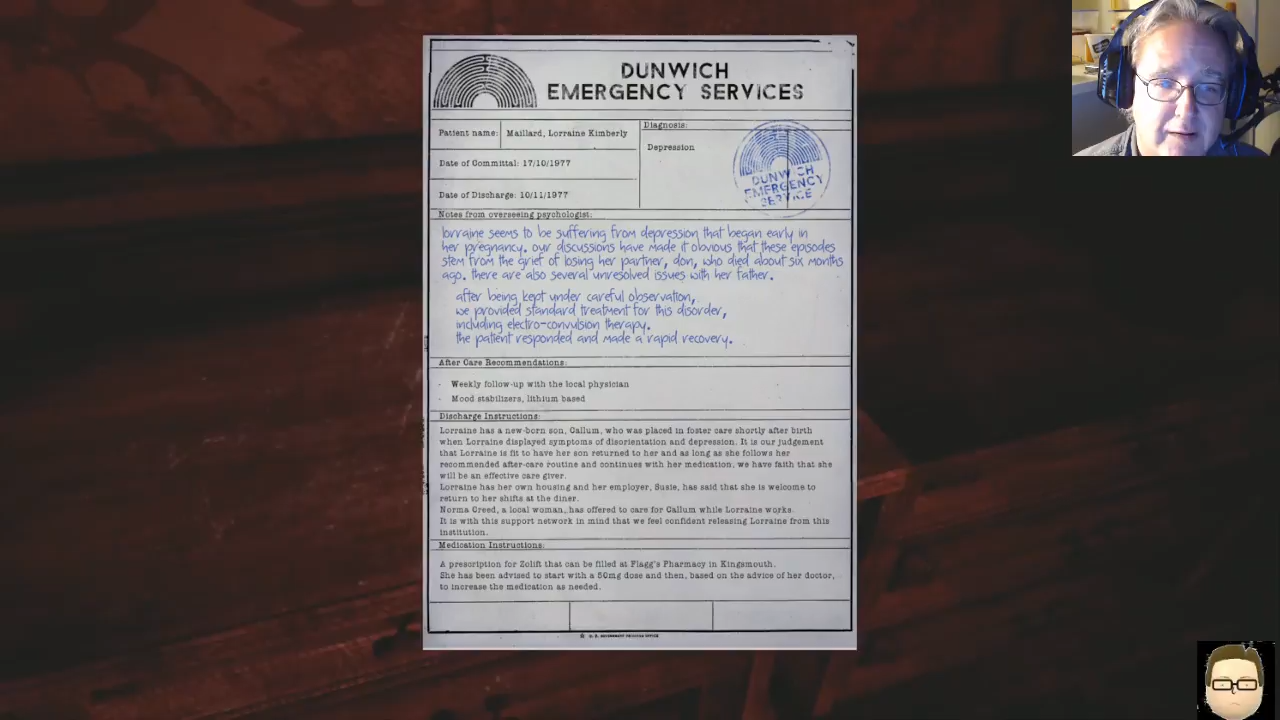 DUNWICH
EMERGENCY SERVICES
Patient name:
Maillard, Lorraine Kimberly
Date of Committal: 17/10/1977
Date of Discharge: 10/11/1977
Diagnosis:
Depression
DUNWICH
EMERGENCY
SERVICE
Notes from overseeing psychologist:
lorraine seems to be suffering from depression that began early in
her pregnancy. our discussions have made it obvious that these episodes
stem from the grief of losing her partner, don, who died about six months
ago. there are also several unresolved issues with her father.
after being kept under careful observation,
we provided standard treatment for this disorder,
including electro-convulsion therapy.
the patient responded and made a rapid recovery.
After Care Recommendations:
- Weekly follow-up with the local physician
- Mood stabilizers, lithium based
Discharge Instructions:
Lorraine has a new-born son, Callum, who was placed in foster care shortly after birth
when Lorraine displayed symptoms of disorientation and depression. It is our judgement
that Lorraine is fit to have her son returned to her and as long as she follows her
recommended after-care routine and continues with her medication, we have faith that she
will be an effective care giver.
Lorraine has her own housing and her employer, Susie, has said that she is welcome to
return to her shifts at the diner.
Norma Creed, a local woman, has offered to care for Callum while Lorraine works.
It is with this support network in mind that we feel confident releasing Lorraine from this
institution.
Medication Instructions:
A prescription for Zolift that can be filled at Flagg's Pharmacy in Kingsmouth.
She has been advised to start with a 50mg dose and then, based on the advice of her doctor,
to increase the medication as needed.
U. S. GOVERNMENT PRINTING OFFICE